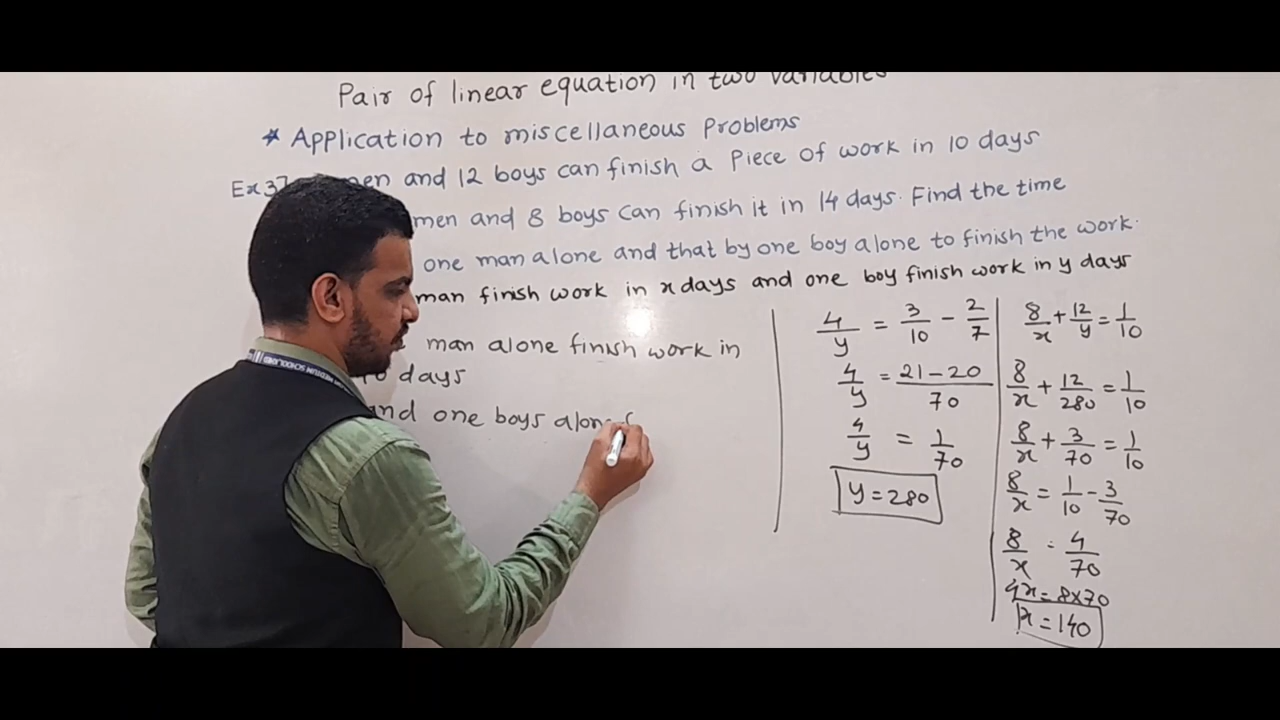 Pair of linear equation in two variables
* Application to miscellaneous Problems
Ex 37 men and 12 boys can finish a Piece of work in 10 days
men and 8 boys can finish it in 14 days. Find the time
one man alone and that by one boy alone to finish the work.
man finish work in x days and one boy finish work in y days
man alone finish work in
days
and one boys alone f
4/y = 3/10 - 2/7
4/y = 21-20/70
4/y = 1/70
y = 280
8/x + 12/y = 1/10
8/x + 12/280 = 1/10
8/x + 3/70 = 1/10
8/x = 1/10 - 3/70
8/x = 4/70
4x = 8x70
x = 140